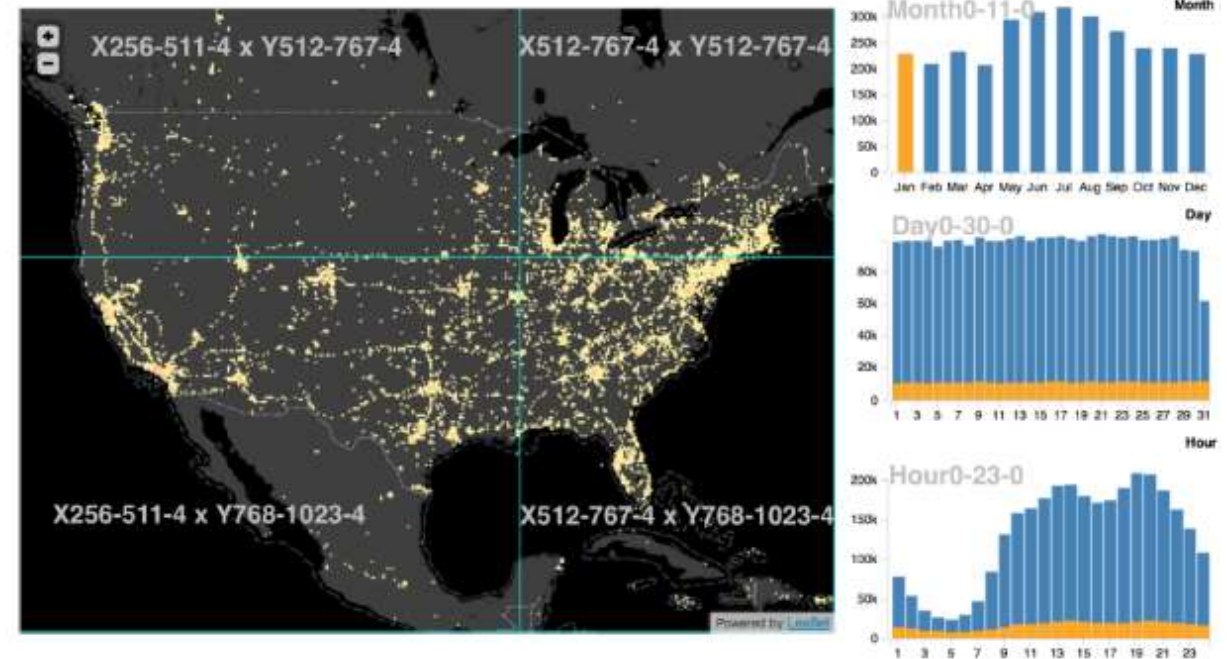 +
−
X256-511-4 x Y512-767-4
X512-767-4 x Y512-767-4
X256-511-4 x Y768-1023-4
X512-767-4 x Y768-1023-4
Powered by Leaflet
Month0-11-0
Month
300k
250k
200k
150k
100k
50k
0
Jan Feb Mar Apr May Jun Jul Aug Sep Oct Nov Dec
Day0-30-0
Day
80k
60k
40k
20k
0
1 3 5 7 9 11 13 15 17 19 21 23 25 27 29 31
Hour
Hour0-23-0
200k
150k
100k
50k
0
1 3 5 7 9 11 13 15 17 19 21 23